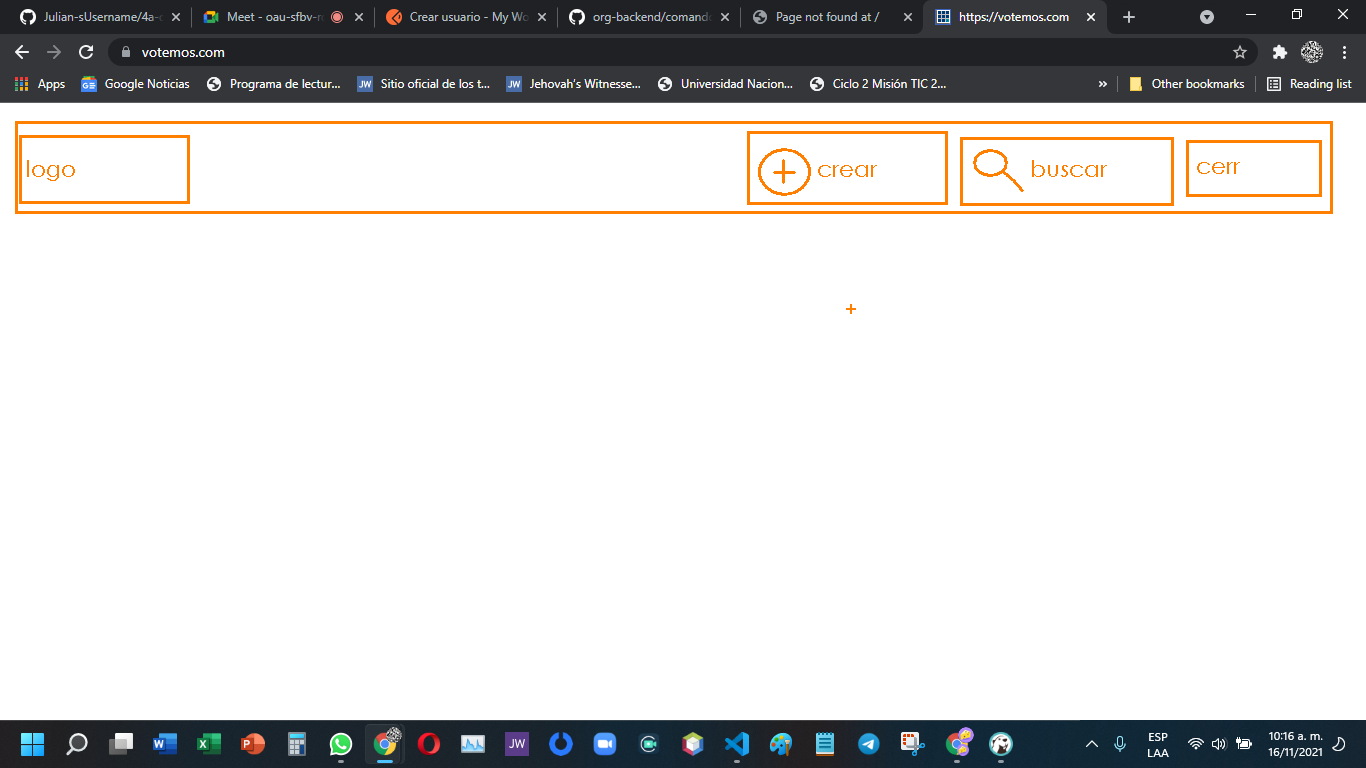 Julian-sUsername/4a-
Meet - oau-sfbv-
Crear usuario - My Wo
org-backend/comand
Page not found at /
https://votemos.com
votemos.com
Apps
Google Noticias
Programa de lectur...
Sitio oficial de los t...
Jehovah's Witnesse...
Universidad Nacion...
Ciclo 2 Misión TIC 2...
»
Other bookmarks
Reading list
logo
crear
buscar
cerr
ESP
LAA
10:16 a. m.
16/11/2021